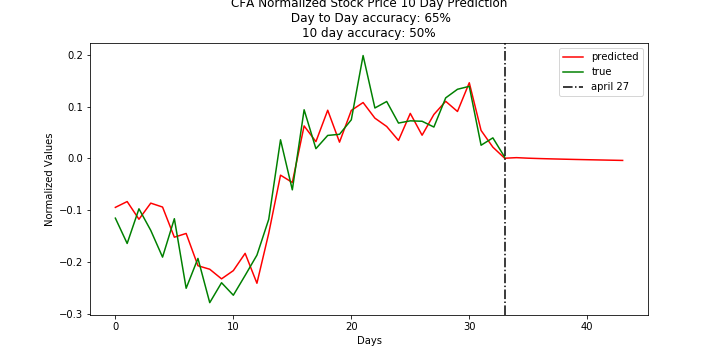 CFA Normalized Stock Price 10 Day Prediction
Day to Day accuracy: 65%
10 day accuracy: 50%
predicted
true
april 27
Normalized Values
0.2
0.1
0.0
−0.1
−0.2
−0.3
0
10
20
30
40
Days